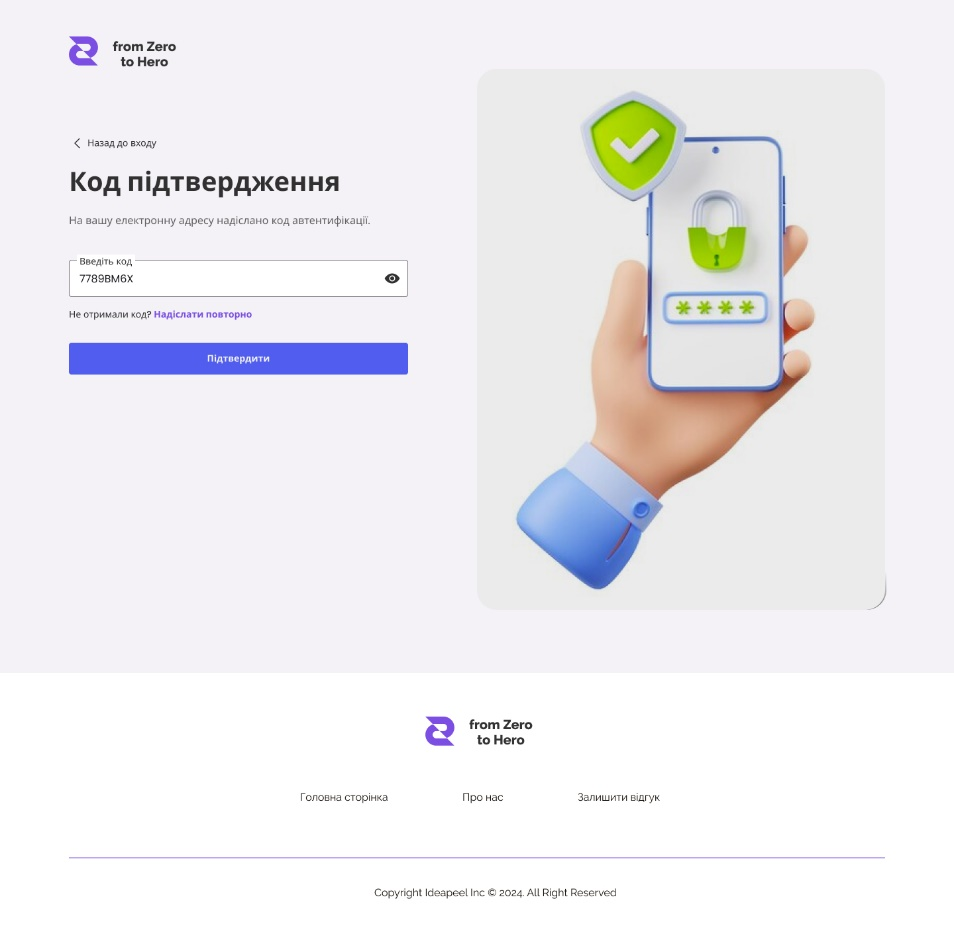 from Zero
to Hero
Назад до входу
Код підтвердження
На вашу електронну адресу надіслано код автентифікації.
Введіть код
7789BM6X
Не отримали код? Надіслати повторно
Підтвердити
from Zero
to Hero
Головна сторінка Про нас Залишити відгук
Copyright Ideapeel Inc © 2024. All Right Reserved